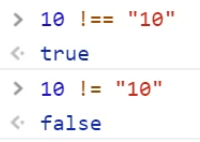 > 10 !== "10"
<· true
> 10 != "10"
<· false